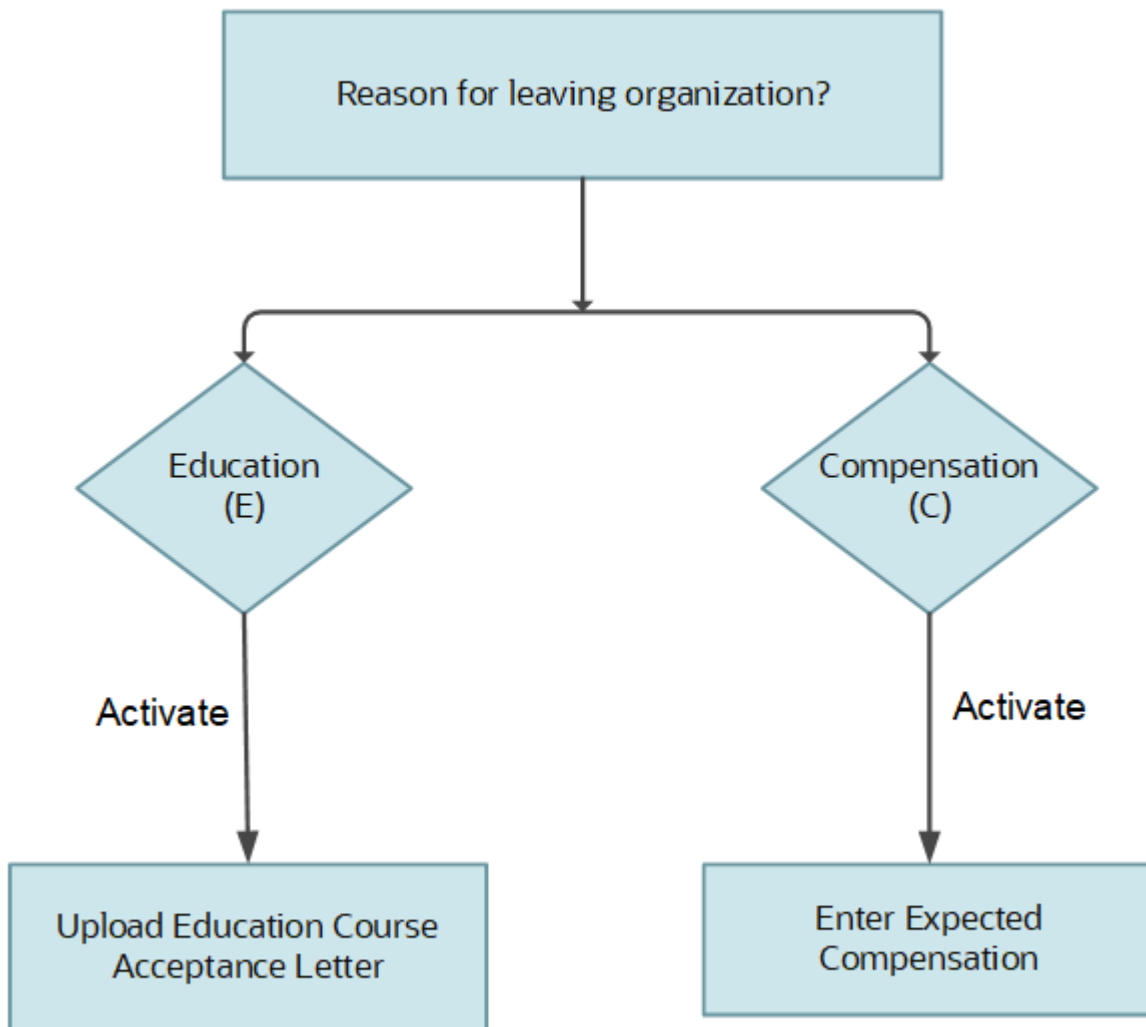 Reason for leaving organization?
Education
(E)
Compensation
(C)
Activate
Activate
Upload Education Course
Acceptance Letter
Enter Expected
Compensation